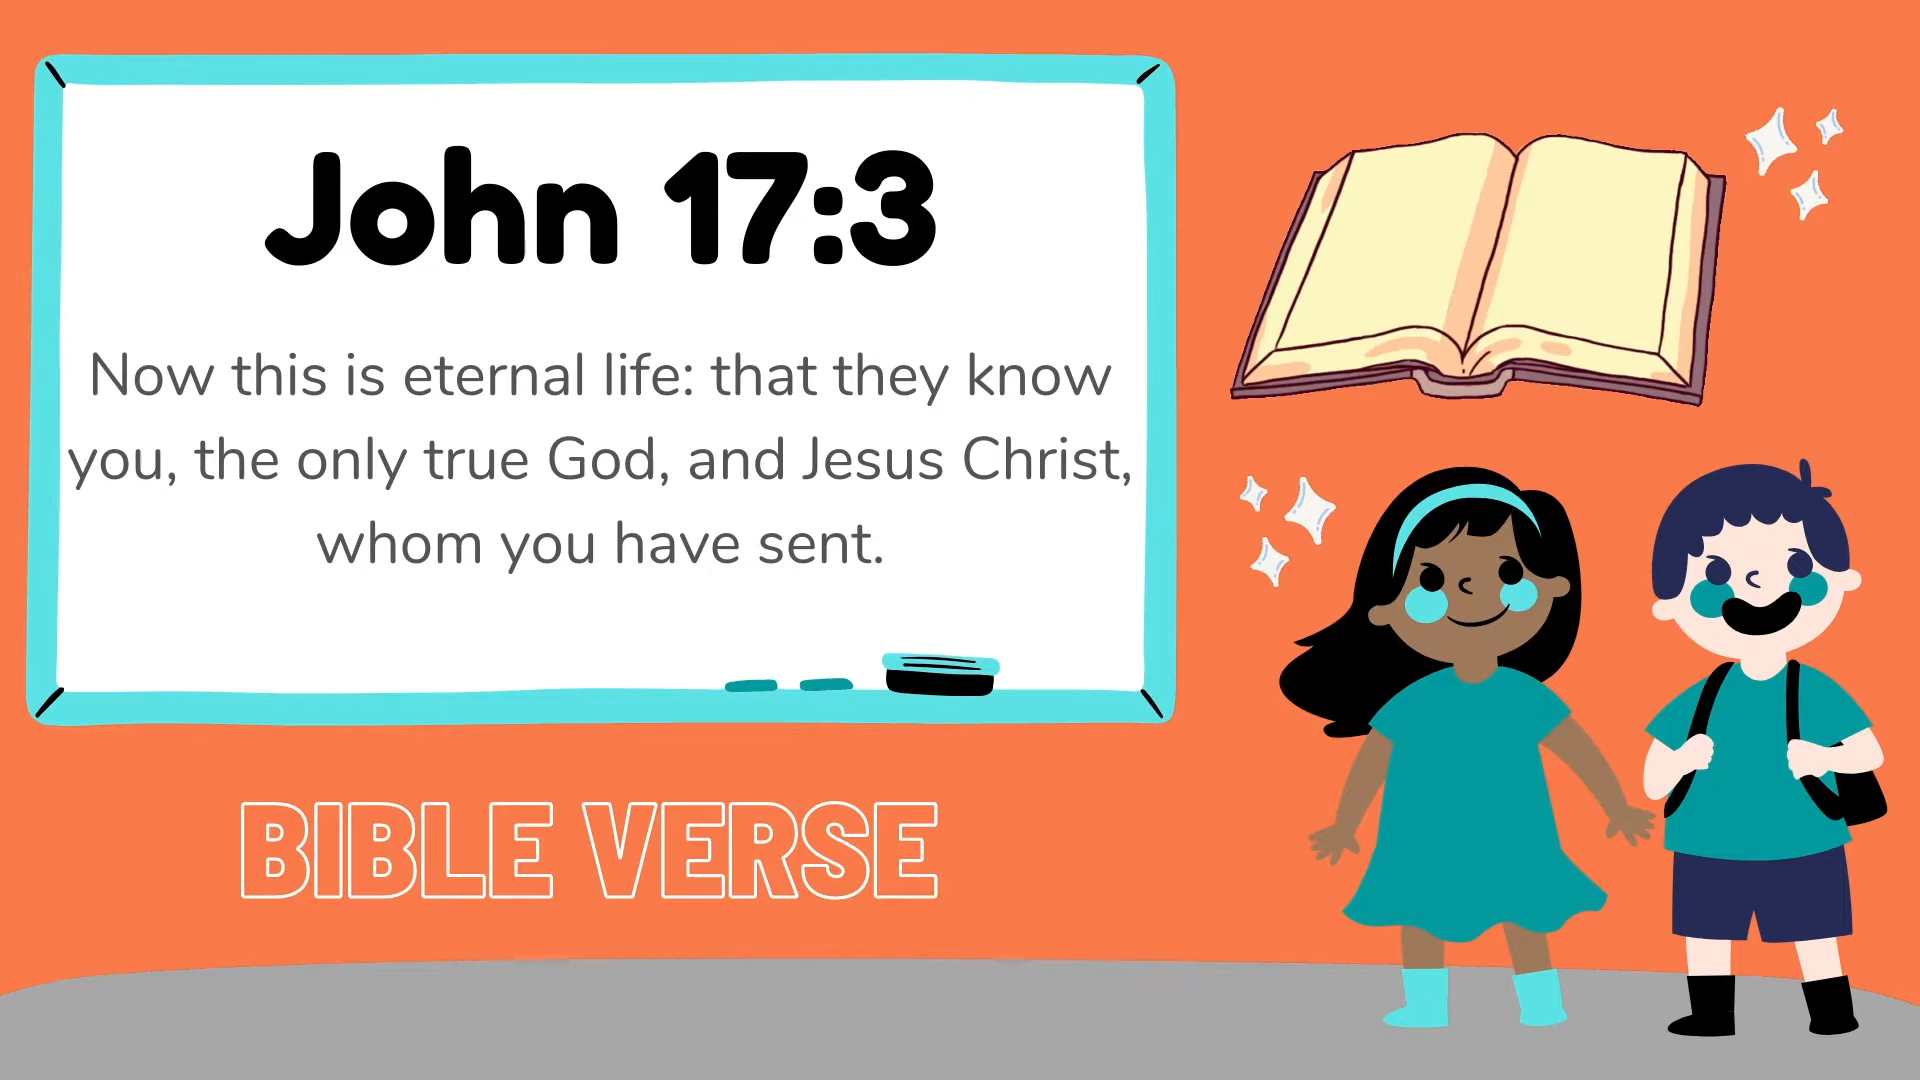 John 17:3
Now this is eternal life: that they know
you, the only true God, and Jesus Christ,
whom you have sent.
BIBLE VERSE